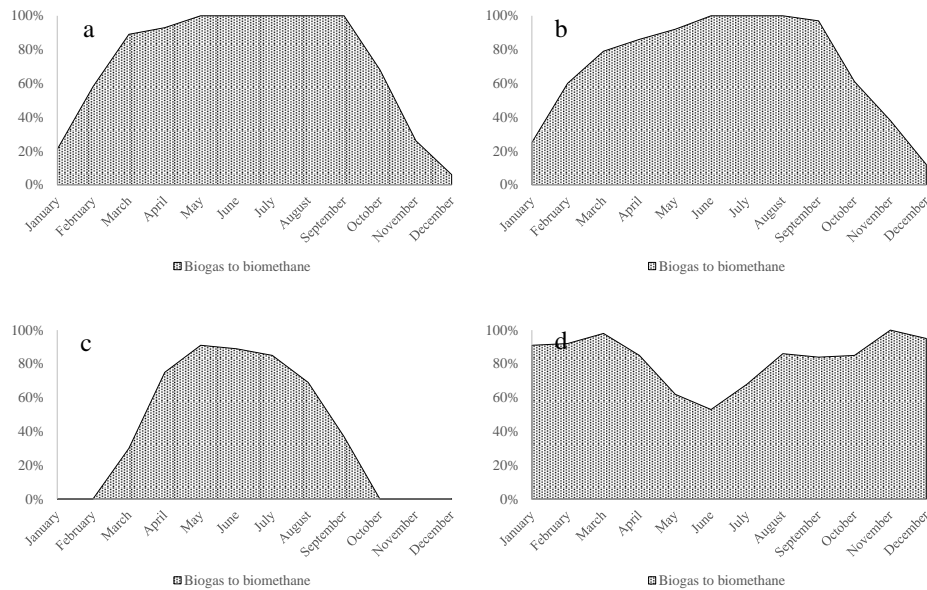 a
100%
80%
60%
40%
20%
0%
January
February
March
April
May
June
July
August
September
October
November
December
Biogas to biomethane
b
100%
80%
60%
40%
20%
0%
January
February
March
April
May
June
July
August
September
October
November
December
Biogas to biomethane
c
100%
80%
60%
40%
20%
0%
January
February
March
April
May
June
July
August
September
October
November
December
Biogas to biomethane
d
100%
80%
60%
40%
20%
0%
January
February
March
April
May
June
July
August
September
October
November
December
Biogas to biomethane